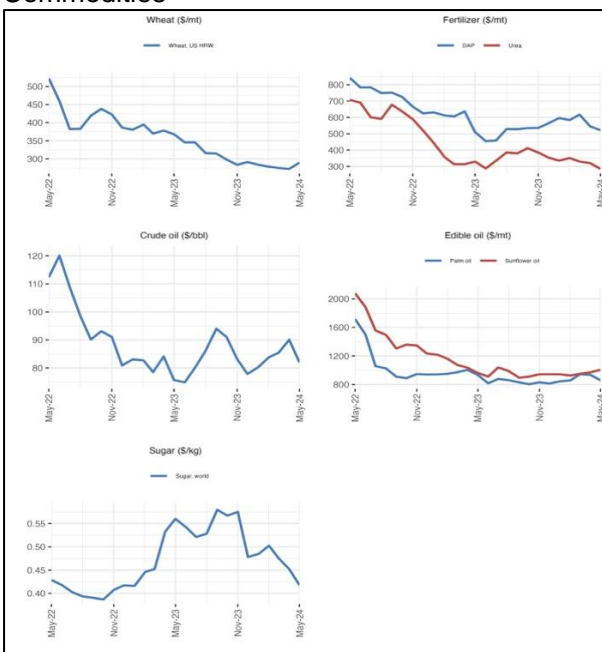 Commodities
Wheat ($/mt)
Wheat, US HRW
500
450
400
350
300
May-22
Nov-22
May-23
Nov-23
May-24
Fertilizer ($/mt)
DAP
Urea
800
700
600
500
400
300
May-22
Nov-22
May-23
Nov-23
May-24
Crude oil ($/bbl)
120
110
100
90
80
May-22
Nov-22
May-23
Nov-23
May-24
Edible oil ($/mt)
Palm oil
Sunflower oil
2000
1600
1200
800
May-22
Nov-22
May-23
Nov-23
May-24
Sugar ($/kg)
Sugar, world
0.55
0.50
0.45
0.40
May-22
Nov-22
May-23
Nov-23
May-24